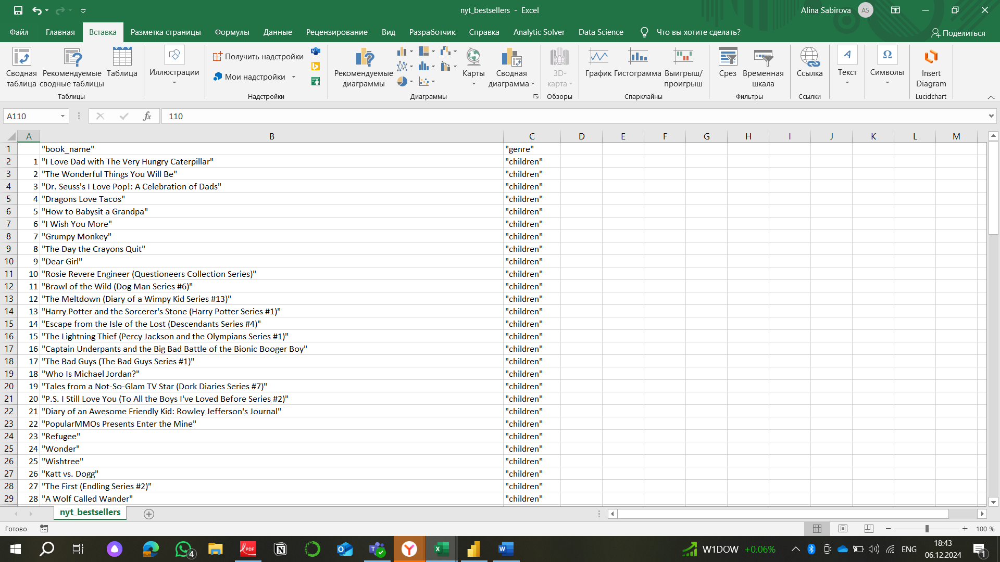 nyt_bestsellers - Excel
Alina Sabirova
AS
Файл Главная Вставка Разметка страницы Формулы Данные Рецензирование Вид Разработчик Справка Analytic Solver Data Science Что вы хотите сделать? Поделиться
Сводная таблица
Рекомендуемые сводные таблицы
Таблица
Таблицы
Иллюстрации
Получить надстройки
Мои надстройки
Надстройки
Рекомендуемые диаграммы
Карты
Сводная диаграмма
Диаграммы
3D-карта
Обзоры
График
Гистограмма
Выигрыш/проигрыш
Спарклайны
Срез
Временная шкала
Фильтры
Ссылка
Ссылки
Текст
Символы
Insert Diagram
Lucidchart
A110 fx 110
A B C D E F G H I J K L M
1 "book_name" "genre"
2 1 "I Love Dad with The Very Hungry Caterpillar" "children"
3 2 "The Wonderful Things You Will Be" "children"
4 3 "Dr. Seuss's I Love Pop!: A Celebration of Dads" "children"
5 4 "Dragons Love Tacos" "children"
6 5 "How to Babysit a Grandpa" "children"
7 6 "I Wish You More" "children"
8 7 "Grumpy Monkey" "children"
9 8 "The Day the Crayons Quit" "children"
10 9 "Dear Girl" "children"
11 10 "Rosie Revere Engineer (Questioneers Collection Series)" "children"
12 11 "Brawl of the Wild (Dog Man Series #6)" "children"
13 12 "The Meltdown (Diary of a Wimpy Kid Series #13)" "children"
14 13 "Harry Potter and the Sorcerer's Stone (Harry Potter Series #1)" "children"
15 14 "Escape from the Isle of the Lost (Descendants Series #4)" "children"
16 15 "The Lightning Thief (Percy Jackson and the Olympians Series #1)" "children"
17 16 "Captain Underpants and the Big Bad Battle of the Bionic Booger Boy" "children"
18 17 "The Bad Guys (The Bad Guys Series #1)" "children"
19 18 "Who Is Michael Jordan?" "children"
20 19 "Tales from a Not-So-Glam TV Star (Dork Diaries Series #7)" "children"
21 20 "P.S. I Still Love You (To All the Boys I've Loved Before Series #2)" "children"
22 21 "Diary of an Awesome Friendly Kid: Rowley Jefferson's Journal" "children"
23 22 "PopularMMOs Presents Enter the Mine" "children"
24 23 "Refugee" "children"
25 24 "Wonder" "children"
26 25 "Wishtree" "children"
27 26 "Katt vs. Dogg" "children"
28 27 "The First (Endling Series #2)" "children"
29 28 "A Wolf Called Wander" "children"
nyt_bestsellers
Готово
100 %
4
PDF
W1DOW +0.06%
ENG
18:43
06.12.2024
1